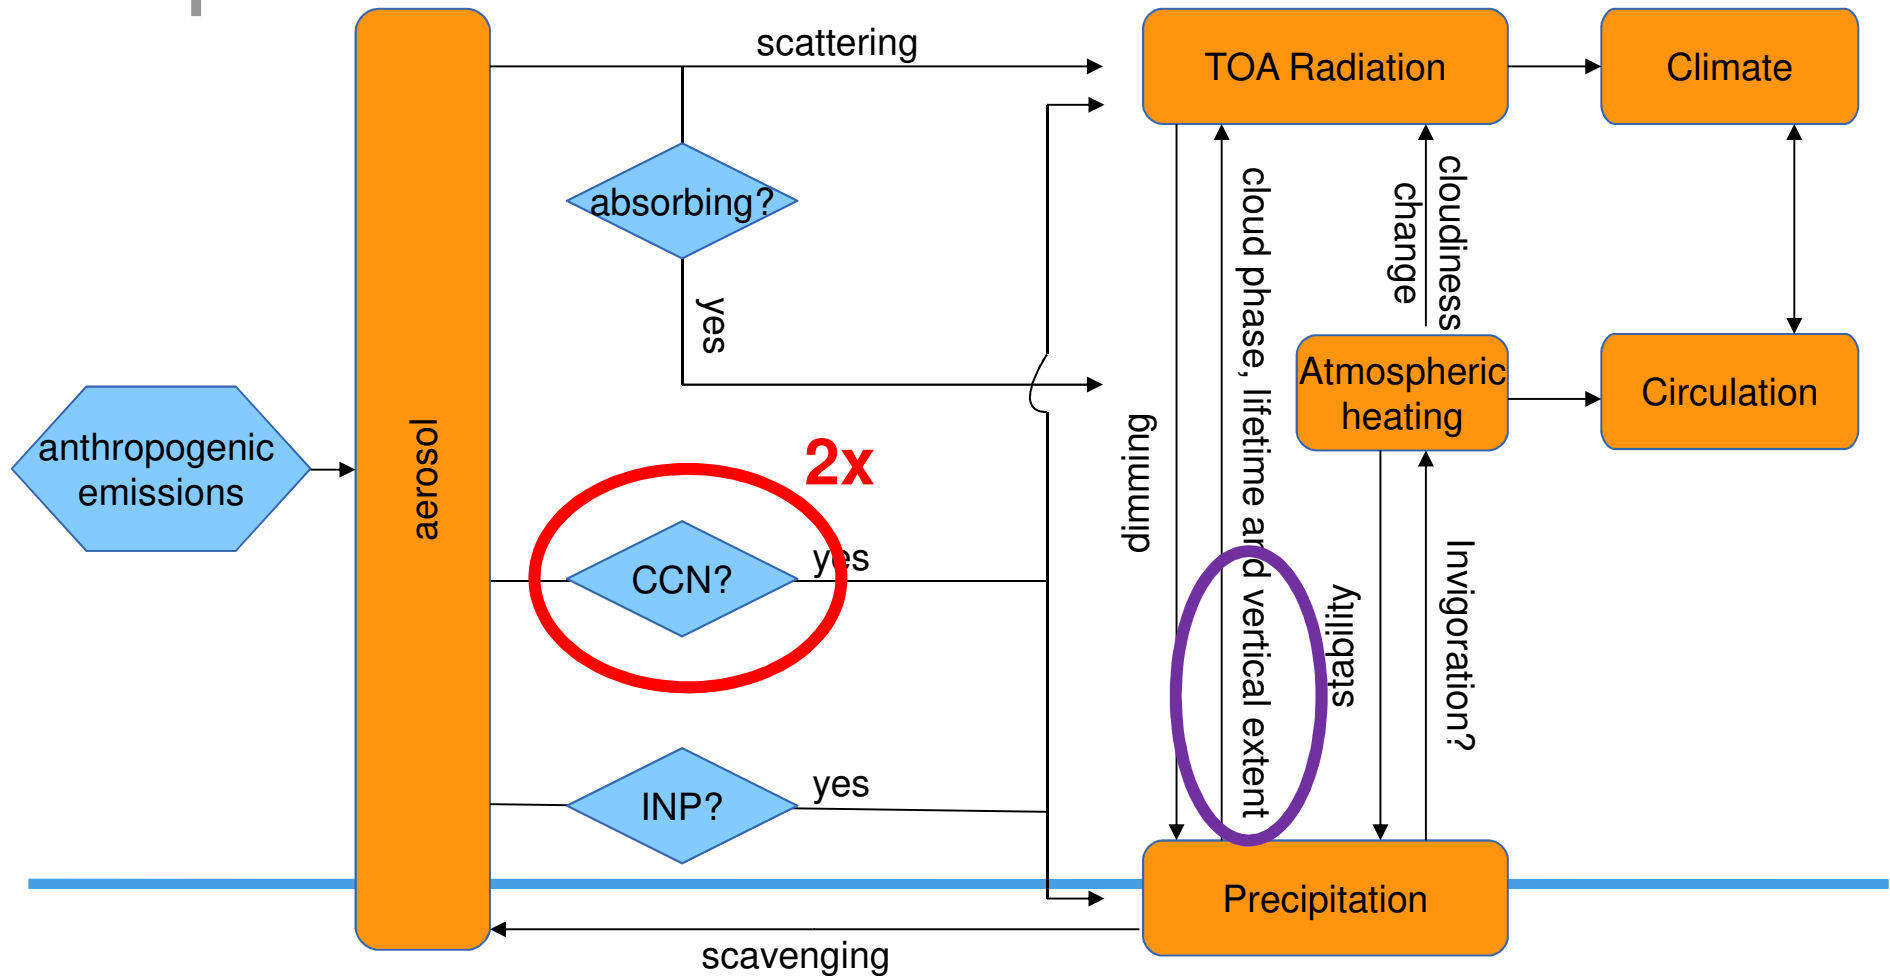 scattering
TOA Radiation
Climate
absorbing?
yes
cloud phase, lifetime and vertical extent
cloudiness
change
Atmospheric
heating
Circulation
anthropogenic
emissions
aerosol
dimming
2x
CCN?
yes
stability
Invigoration?
INP?
yes
Precipitation
scavenging